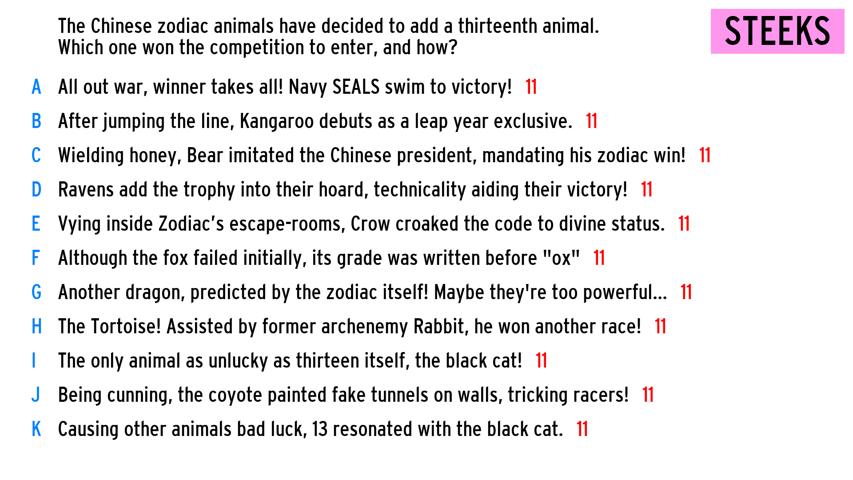 The Chinese zodiac animals have decided to add a thirteenth animal.
Which one won the competition to enter, and how?
STEEKS
A All out war, winner takes all! Navy SEALS swim to victory! 11
B After jumping the line, Kangaroo debuts as a leap year exclusive. 11
C Wielding honey, Bear imitated the Chinese president, mandating his zodiac win! 11
D Ravens add the trophy into their hoard, technicality aiding their victory! 11
E Vying inside Zodiac's escape-rooms, Crow croaked the code to divine status. 11
F Although the fox failed initially, its grade was written before "ox" 11
G Another dragon, predicted by the zodiac itself! Maybe they're too powerful... 11
H The Tortoise! Assisted by former archenemy Rabbit, he won another race! 11
I The only animal as unlucky as thirteen itself, the black cat! 11
J Being cunning, the coyote painted fake tunnels on walls, tricking racers! 11
K Causing other animals bad luck, 13 resonated with the black cat. 11